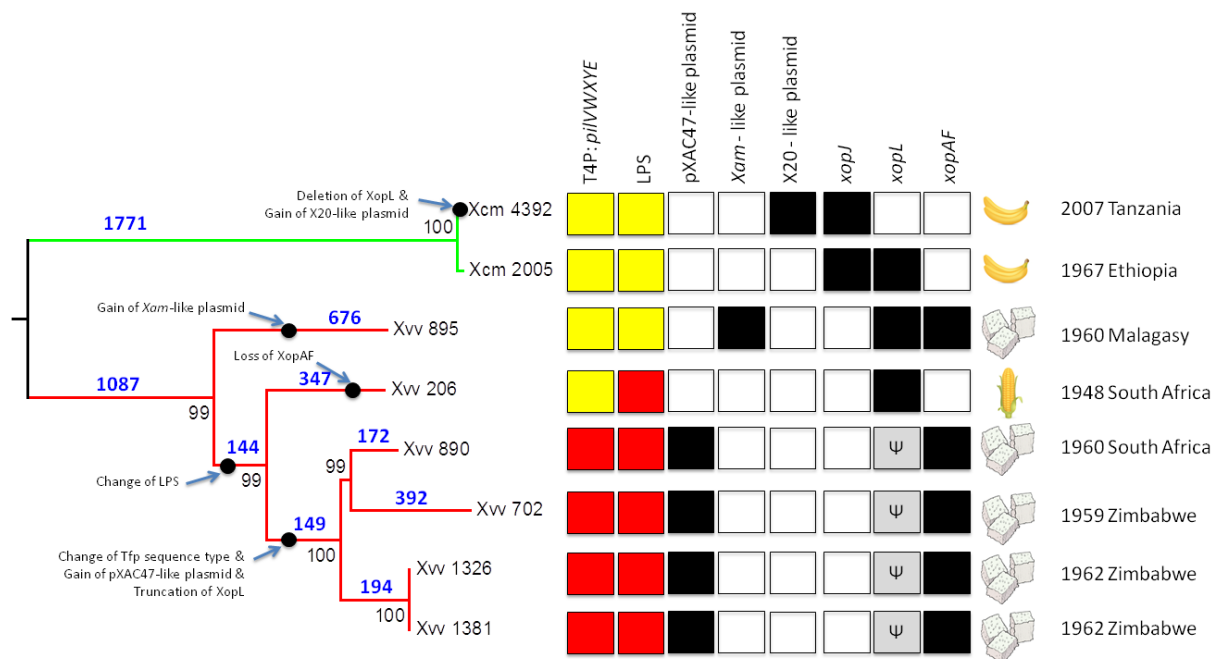 T4P: pilVWXYE
LPS
pXAC47-like plasmid
Xam- like plasmid
X20 - like plasmid
xopJ
xopL
xopAF
Deletion of XopL &
Gain of X20-like plasmid
1771
100
Xcm 4392
2007 Tanzania
Xcm 2005
1967 Ethiopia
Gain of Xam-like plasmid
676
Xvv 895
1960 Malagasy
Loss of XopAF
1087
99
347
Xvv 206
1948 South Africa
144
99
Change of LPS
172
Xvv 890
Ψ
1960 South Africa
99
392
Xvv 702
Ψ
1959 Zimbabwe
149
100
Change of Tfp sequence type &
Gain of pXAC47-like plasmid &
Truncation of XopL
Xvv 1326
Ψ
1962 Zimbabwe
194
100
Xvv 1381
Ψ
1962 Zimbabwe